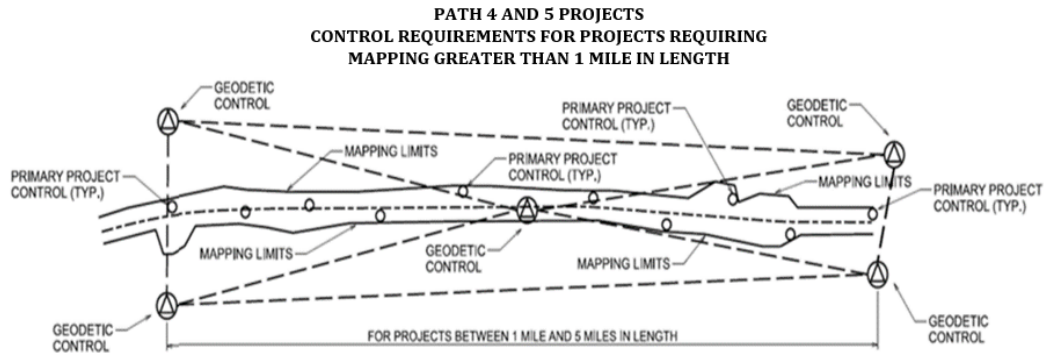 PATH 4 AND 5 PROJECTS
CONTROL REQUIREMENTS FOR PROJECTS REQUIRING
MAPPING GREATER THAN 1 MILE IN LENGTH
GEODETIC
CONTROL
PRIMARY PROJECT
CONTROL (TYP.)
GEODETIC
CONTROL
MAPPING LIMITS
PRIMARY PROJECT
CONTROL (TYP.)
PRIMARY PROJECT
CONTROL (TYP.)
MAPPING LIMITS
PRIMARY PROJECT
CONTROL (TYP.)
MAPPING LIMITS
GEODETIC
CONTROL
MAPPING LIMITS
GEODETIC
CONTROL
FOR PROJECTS BETWEEN 1 MILE AND 5 MILES IN LENGTH
GEODETIC
CONTROL